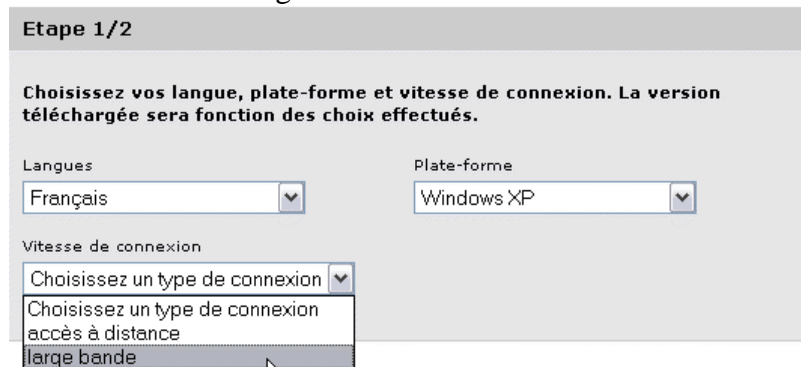 Etape 1/2
Choisissez vos langue, plate-forme et vitesse de connexion. La version
téléchargée sera fonction des choix effectués.
Langues
Plate-forme
Français
Windows XP
Vitesse de connexion
Choisissez un type de connexion
Choisissez un type de connexion
accès à distance
large bande